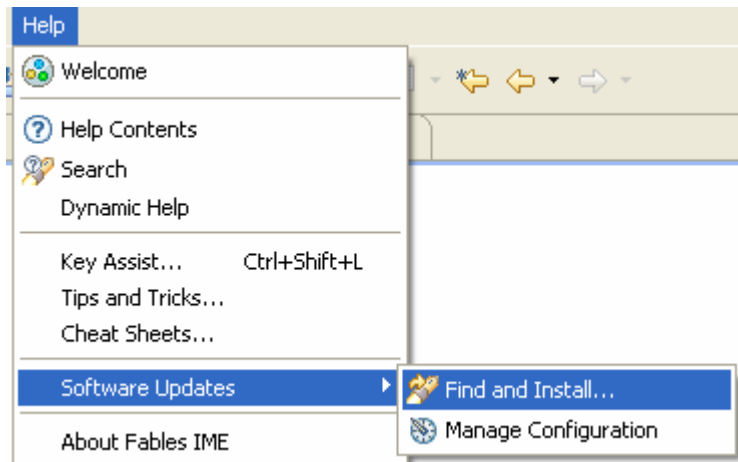 Help
Welcome
Help Contents
Search
Dynamic Help
Key Assist... Ctrl+Shift+L
Tips and Tricks...
Cheat Sheets...
Software Updates
Find and Install...
Manage Configuration
About Fables IME